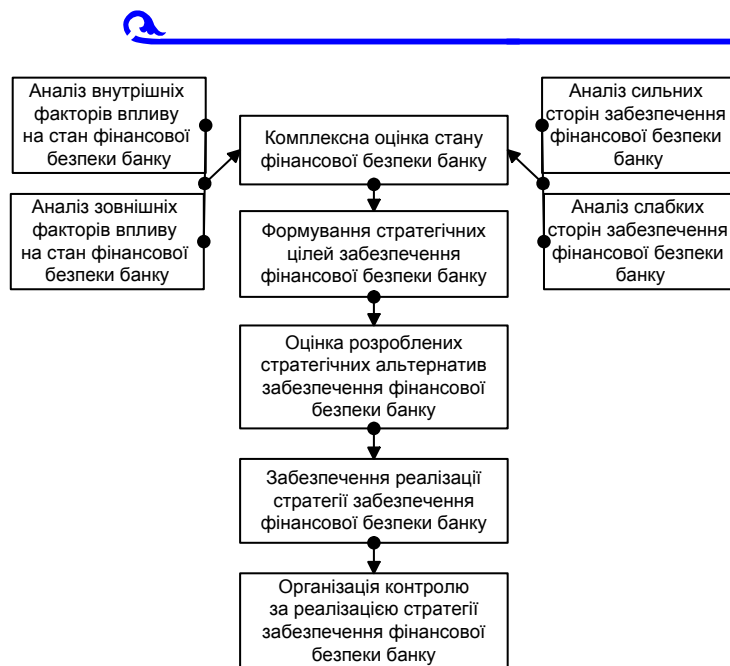 Аналіз внутрішніх
факторів впливу
на стан фінансової
безпеки банку
Аналіз зовнішніх
факторів впливу
на стан фінансової
безпеки банку
Комплексна оцінка стану
фінансової безпеки банку
Аналіз сильних
сторін забезпечення
фінансової безпеки
банку
Аналіз слабких
сторін забезпечення
фінансової безпеки
банку
Формування стратегічних
цілей забезпечення
фінансової безпеки банку
Оцінка розроблених
стратегічних альтернатив
забезпечення фінансової
безпеки банку
Забезпечення реалізації
стратегії забезпечення
фінансової безпеки банку
Організація контролю
за реалізацією стратегії
забезпечення фінансової
безпеки банку